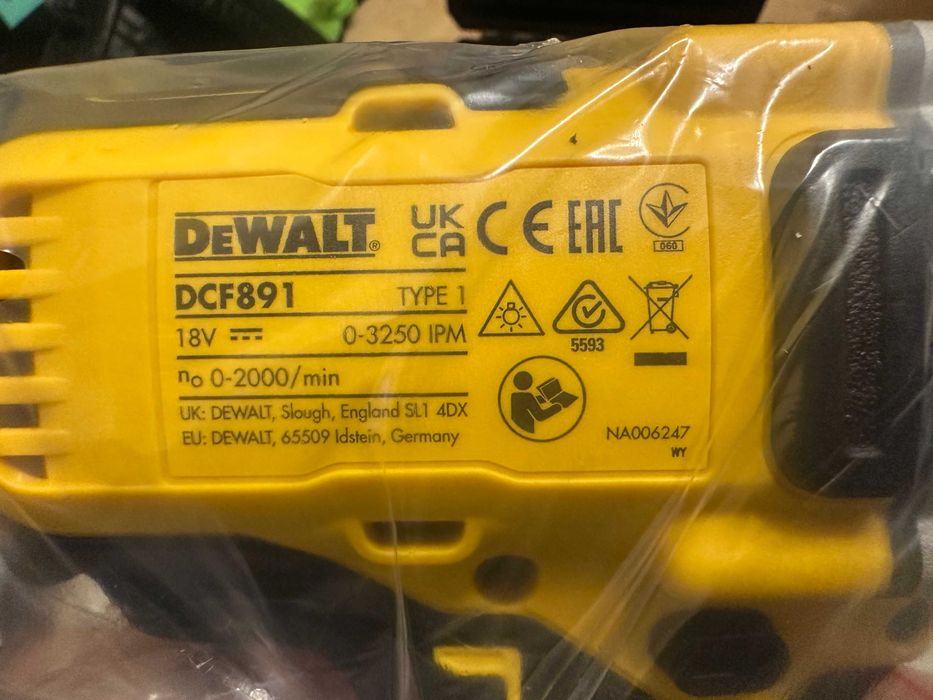 DEWALT®
UK
CA
CE
EAC
060
DCF891
TYPE 1
18V
0-3250 IPM
5593
no 0-2000/min
UK: DEWALT, Slough, England SL1 4DX
EU: DEWALT, 65509 Idstein, Germany
NA006247
WY